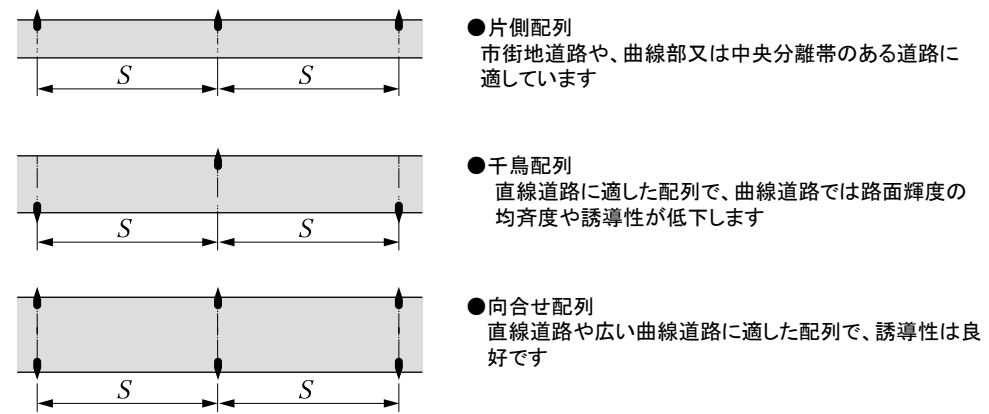 ●片側配列
市街地道路や、曲線部又は中央分離帯のある道路に
適しています
S
S
●千鳥配列
直線道路に適した配列で、曲線道路では路面輝度の
均斉度や誘導性が低下します
S
S
●向合せ配列
直線道路や広い曲線道路に適した配列で、誘導性は良
好です
S
S